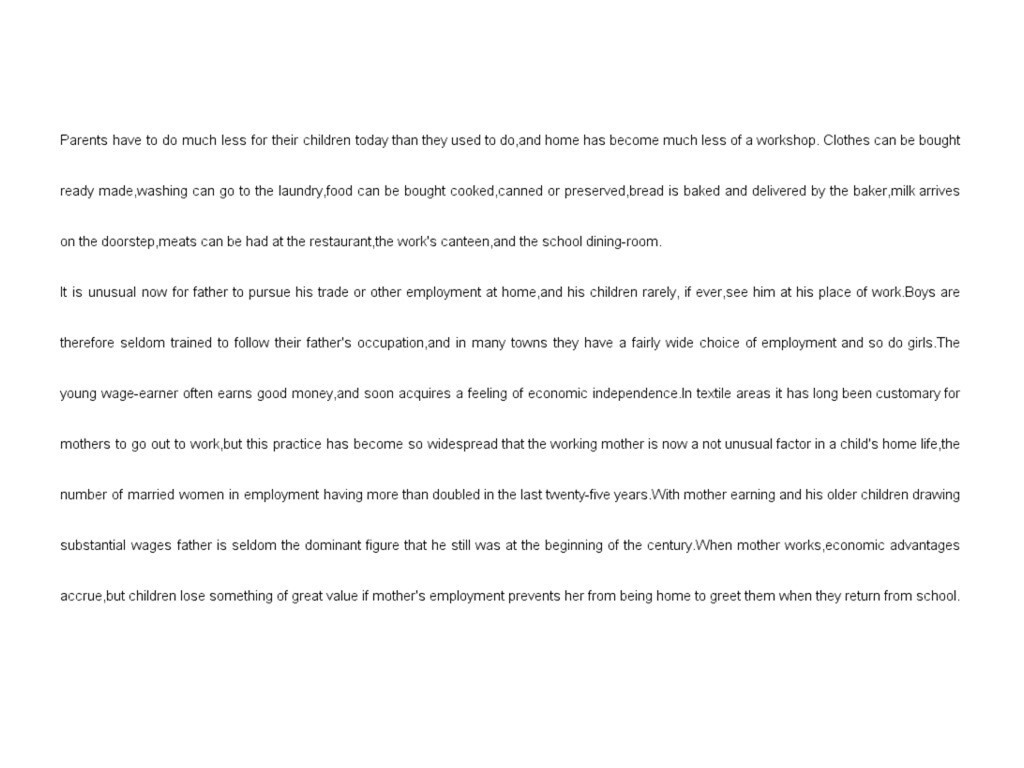 Parents have to do much less for their children today than they used to do,and home has become much less of a workshop. Clothes can be bought
ready made,washing can go to the laundry,food can be bought cooked,canned or preserved,bread is baked and delivered by the baker,milk arrives
on the doorstep,meats can be had at the restaurant,the work's canteen,and the school dining-room.
It is unusual now for father to pursue his trade or other employment at home,and his children rarely, if ever,see him at his place of work.Boys are
therefore seldom trained to follow their father's occupation,and in many towns they have a fairly wide choice of employment and so do girls.The
young wage-earner often earns good money,and soon acquires a feeling of economic independence.In textile areas it has long been customary for
mothers to go out to work,but this practice has become so widespread that the working mother is now a not unusual factor in a child's home life,the
number of married women in employment having more than doubled in the last twenty-five years.With mother earning and his older children drawing
substantial wages father is seldom the dominant figure that he still was at the beginning of the century.When mother works,economic advantages
accrue,but children lose something of great value if mother's employment prevents her from being home to greet them when they return from school.